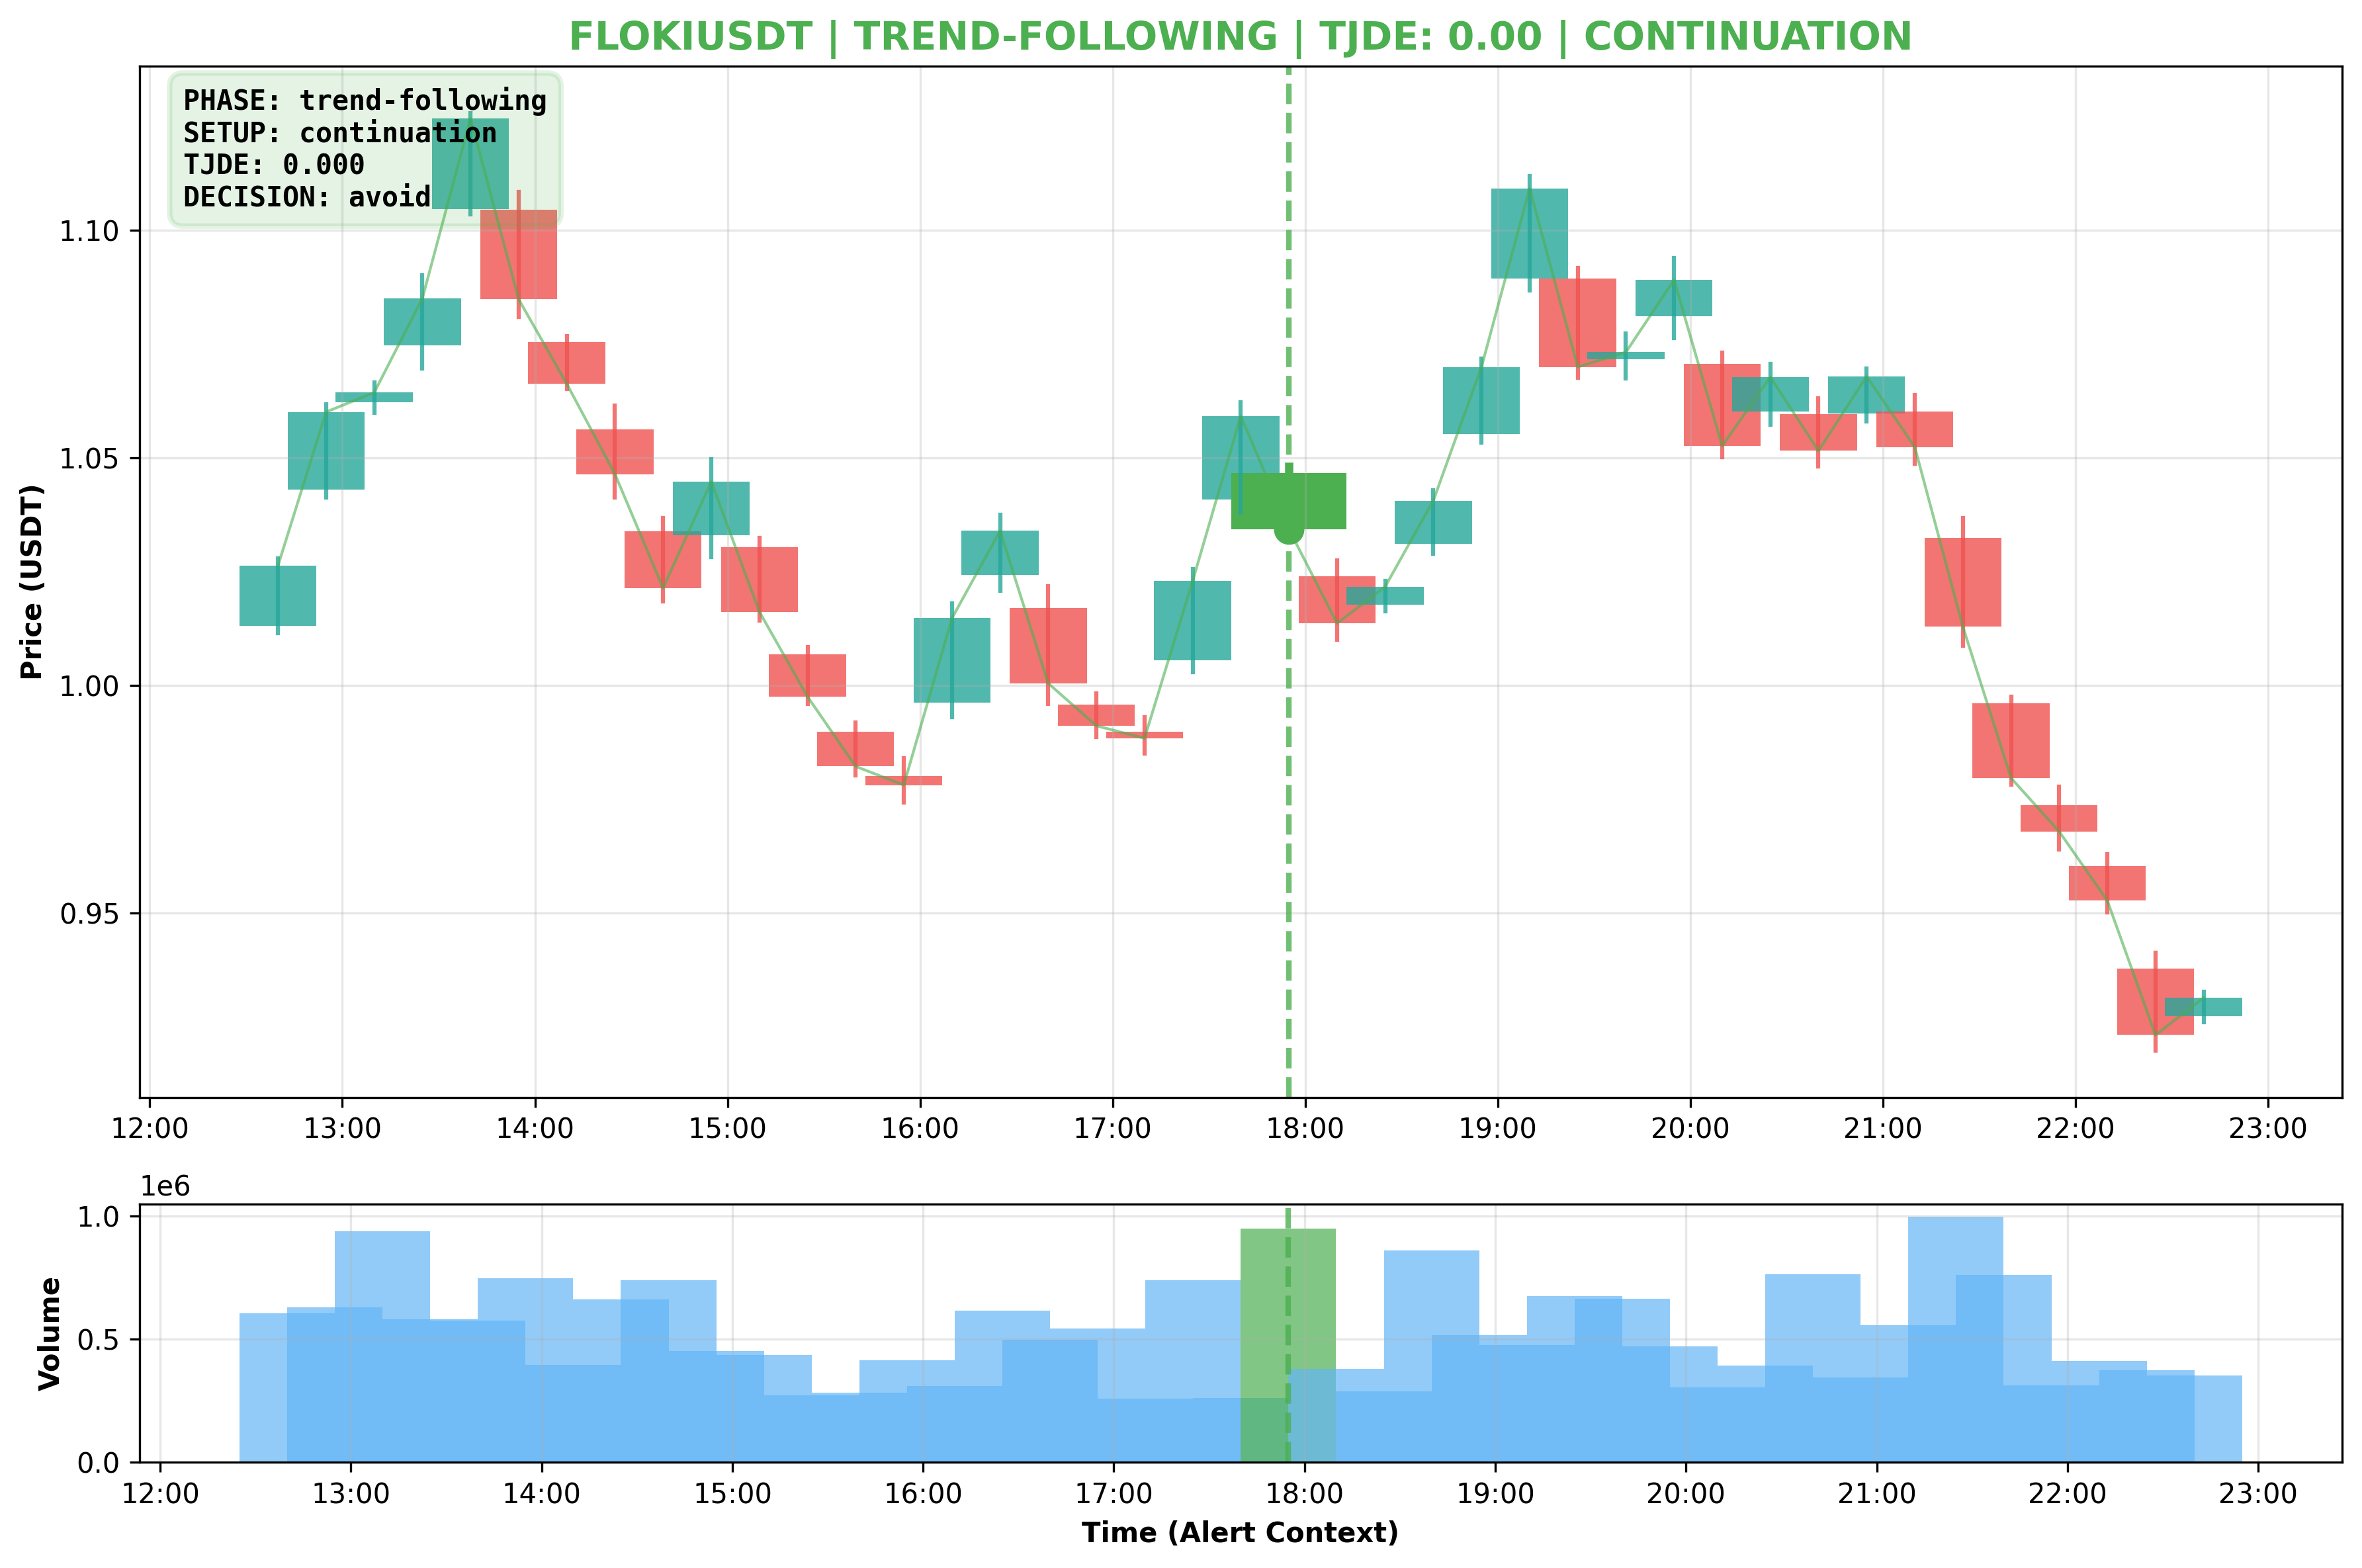 FLOKIUSDT | TREND-FOLLOWING | TJDE: 0.00 | CONTINUATION
PHASE: trend-following
SETUP: continuation
TJDE: 0.000
DECISION: avoid
Price (USDT)
1.10
1.05
1.00
0.95
12:00 13:00 14:00 15:00 16:00 17:00 18:00 19:00 20:00 21:00 22:00 23:00
1e6
Volume
1.0
0.5
0.0
12:00 13:00 14:00 15:00 16:00 17:00 18:00 19:00 20:00 21:00 22:00 23:00
Time (Alert Context)